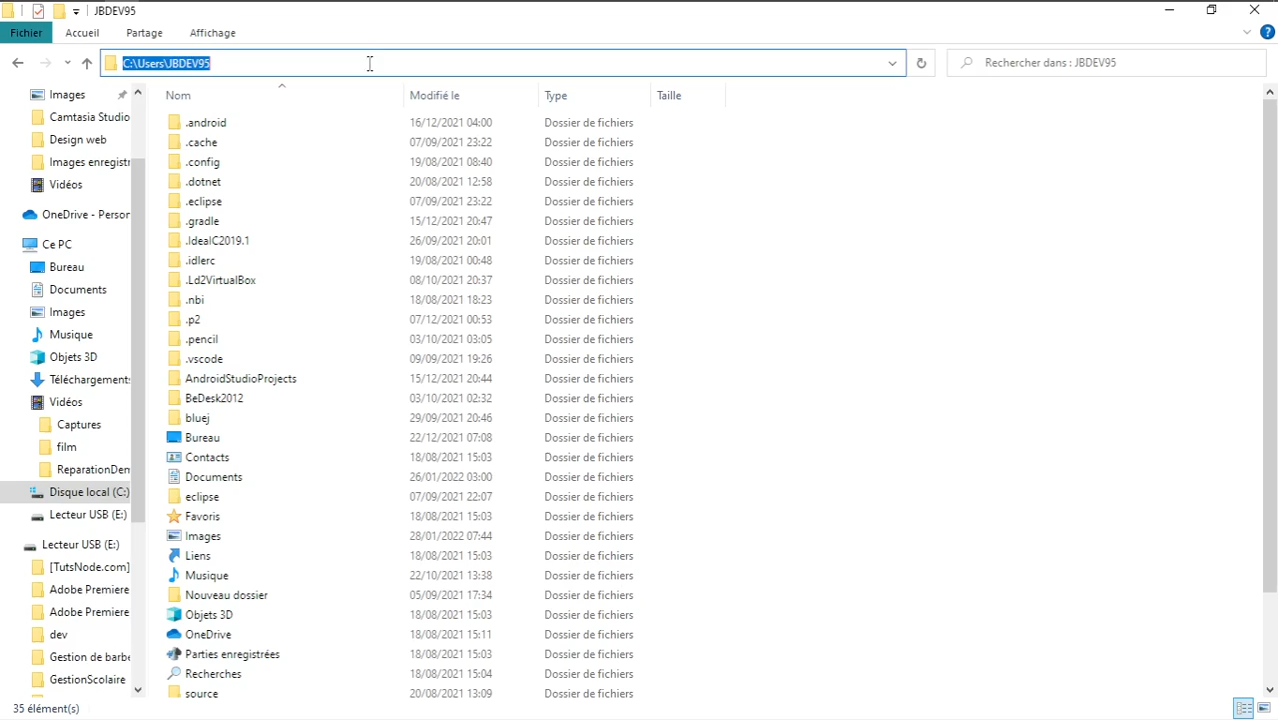 JBDEV95
Fichier Accueil Partage Affichage
C:\Users\JBDEV95
Rechercher dans : JBDEV95
Images
Camtasia Studio
Design web
Images enregistr
Vidéos
OneDrive - Person
Ce PC
Bureau
Documents
Images
Musique
Objets 3D
Téléchargements
Vidéos
Captures
film
ReparationDem
Disque local (C:)
Lecteur USB (E:)
Lecteur USB (E:)
[TutsNode.com]
Adobe Premiere
Adobe Premiere
dev
Gestion de barbe
GestionScolaire
Nom Modifié le Type Taille
.android 16/12/2021 04:00 Dossier de fichiers
.cache 07/09/2021 23:22 Dossier de fichiers
.config 19/08/2021 08:40 Dossier de fichiers
.dotnet 20/08/2021 12:58 Dossier de fichiers
.eclipse 07/09/2021 23:22 Dossier de fichiers
.gradle 15/12/2021 20:47 Dossier de fichiers
.IdeaIC2019.1 26/09/2021 20:01 Dossier de fichiers
.idlerc 19/08/2021 00:48 Dossier de fichiers
.Ld2VirtualBox 08/10/2021 20:37 Dossier de fichiers
.nbi 18/08/2021 18:23 Dossier de fichiers
.p2 07/12/2021 00:53 Dossier de fichiers
.pencil 03/10/2021 03:05 Dossier de fichiers
.vscode 09/09/2021 19:26 Dossier de fichiers
AndroidStudioProjects 15/12/2021 20:44 Dossier de fichiers
BeDesk2012 03/10/2021 02:32 Dossier de fichiers
bluej 29/09/2021 20:46 Dossier de fichiers
Bureau 22/12/2021 07:08 Dossier de fichiers
Contacts 18/08/2021 15:03 Dossier de fichiers
Documents 26/01/2022 03:00 Dossier de fichiers
eclipse 07/09/2021 22:07 Dossier de fichiers
Favoris 18/08/2021 15:03 Dossier de fichiers
Images 28/01/2022 07:44 Dossier de fichiers
Liens 18/08/2021 15:03 Dossier de fichiers
Musique 22/10/2021 13:38 Dossier de fichiers
Nouveau dossier 05/09/2021 17:34 Dossier de fichiers
Objets 3D 18/08/2021 15:03 Dossier de fichiers
OneDrive 18/08/2021 15:11 Dossier de fichiers
Parties enregistrées 18/08/2021 15:03 Dossier de fichiers
Recherches 18/08/2021 15:04 Dossier de fichiers
source 20/08/2021 13:09 Dossier de fichiers
35 élément(s)